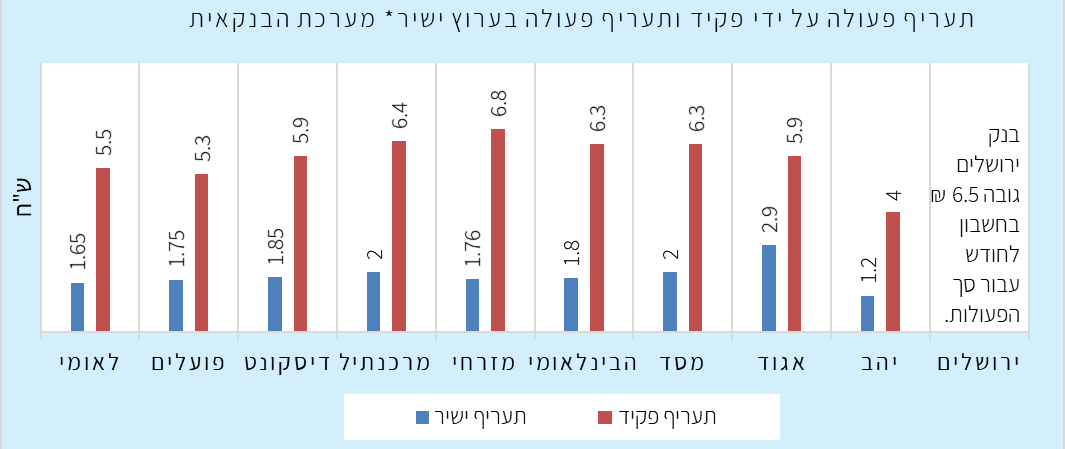 תעריף פעולה על ידי פקיד ותעריף פעולה בערוץ ישיר* מערכת הבנקאית
ש"ח
1.65
5.5
1.75
5.3
1.85
5.9
2
6.4
1.76
6.8
1.8
6.3
2
6.3
2.9
5.9
1.2
4
בנק
ירושלים
גובה 6.5 ₪
בחשבון
לחודש
עבור סך
הפעולות.
לאומי
פועלים
דיסקונט
מרכנתיל
מזרחי
הבינלאומי
מסד
אגוד
יהב
ירושלים
תעריף ישיר
תעריף פקיד